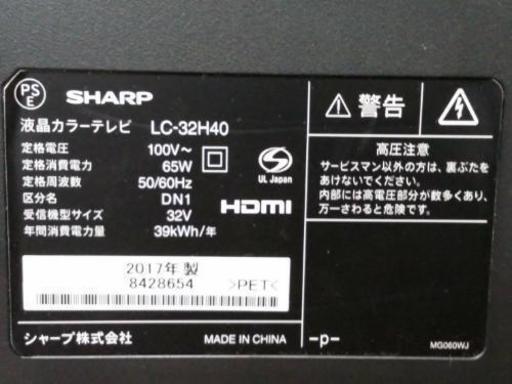 PS
E
SHARP
液晶カラーテレビ LC-32H40
定格電圧 100V～
定格消費電力 65W
定格周波数 50/60Hz
区分名 DN1
受信機型サイズ 32V
年間消費電力量 39kWh/年
UL Japan
HDMI
2017年 製
8428654 >PET<
シャープ株式会社 MADE IN CHINA
警告
高圧注意
サービスマン以外の方は、裏ぶたを
あけないでください。
内部には高電圧部分が数多くあり、
万一さわると危険です。
-p-
MG060WJ